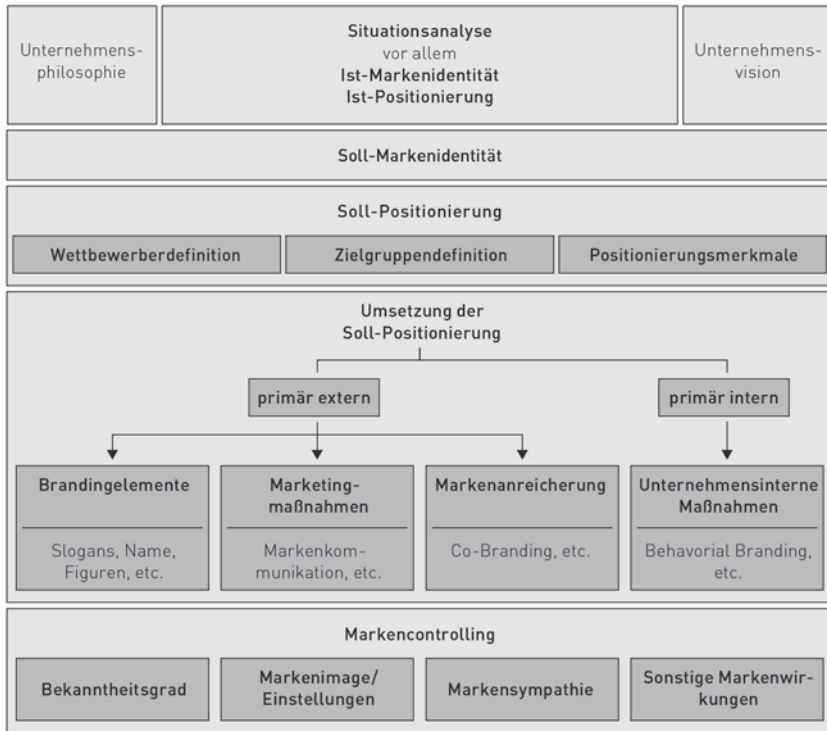 Unternehmens-
philosophie
Situationsanalyse
vor allem
Ist-Markenidentität
Ist-Positionierung
Unternehmens-
vision
Soll-Markenidentität
Soll-Positionierung
Wettbewerberdefinition
Zielgruppendefinition
Positionierungsmerkmale
Umsetzung der
Soll-Positionierung
primär extern
primär intern
Brandingelemente
Slogans, Name,
Figuren, etc.
Marketing-
maßnahmen
Markenkom-
munikation, etc.
Markenanreicherung
Co-Branding, etc.
Unternehmensinterne
Maßnahmen
Behavorial Branding,
etc.
Markencontrolling
Bekanntheitsgrad
Markenimage/
Einstellungen
Markensympathie
Sonstige Markenwir-
kungen